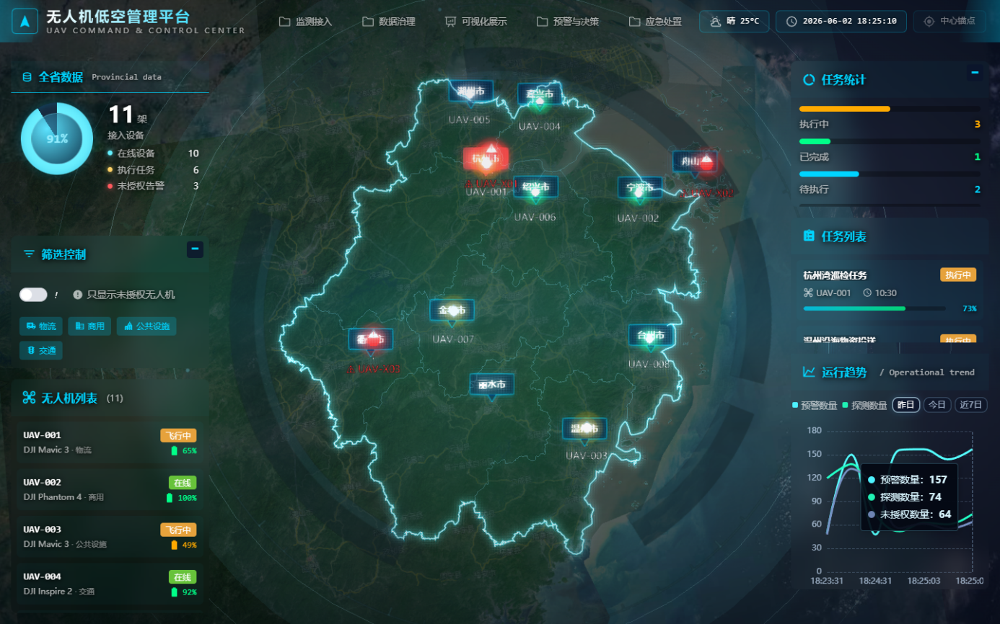 无人机低空管理平台
UAV COMMAND & CONTROL CENTER
监测接入
数据治理
可视化展示
预警与决策
应急处置
晴 25°C
2026-06-02 18:25:10
中心锚点
全省数据 Provincial data
91%
11 架
接入设备
在线设备 10
执行任务 6
未授权告警 3
筛选控制
! 只显示未授权无人机
物流
商用
公共设施
交通
无人机列表 (11)
UAV-001 飞行中
DJI Mavic 3 · 物流 65%
UAV-002 在线
DJI Phantom 4 · 商用 100%
UAV-003 飞行中
DJI Mavic 3 · 公共设施 49%
UAV-004 在线
DJI Inspire 2 · 交通 92%
湖州市
UAV-005
嘉兴市
UAV-004
杭州市
UAV-X01
UAV-001
绍兴市
UAV-006
宁波市
UAV-002
舟山
UAV-X02
金华市
UAV-007
衢州市
UAV-X03
台州市
UAV-008
丽水市
温州市
UAV-003
任务统计
执行中 3
已完成 1
待执行 2
任务列表
杭州湾巡检任务 执行中
UAV-001 10:30
73%
温州沿海物资投送 执行中
运行趋势 / Operational trend
预警数量 探测数量 昨日 今日 近7日
180
150
120
90
60
30
0
预警数量: 157
探测数量: 74
未授权数量: 64
18:23:31 18:24:31 18:25:03 18:25:0